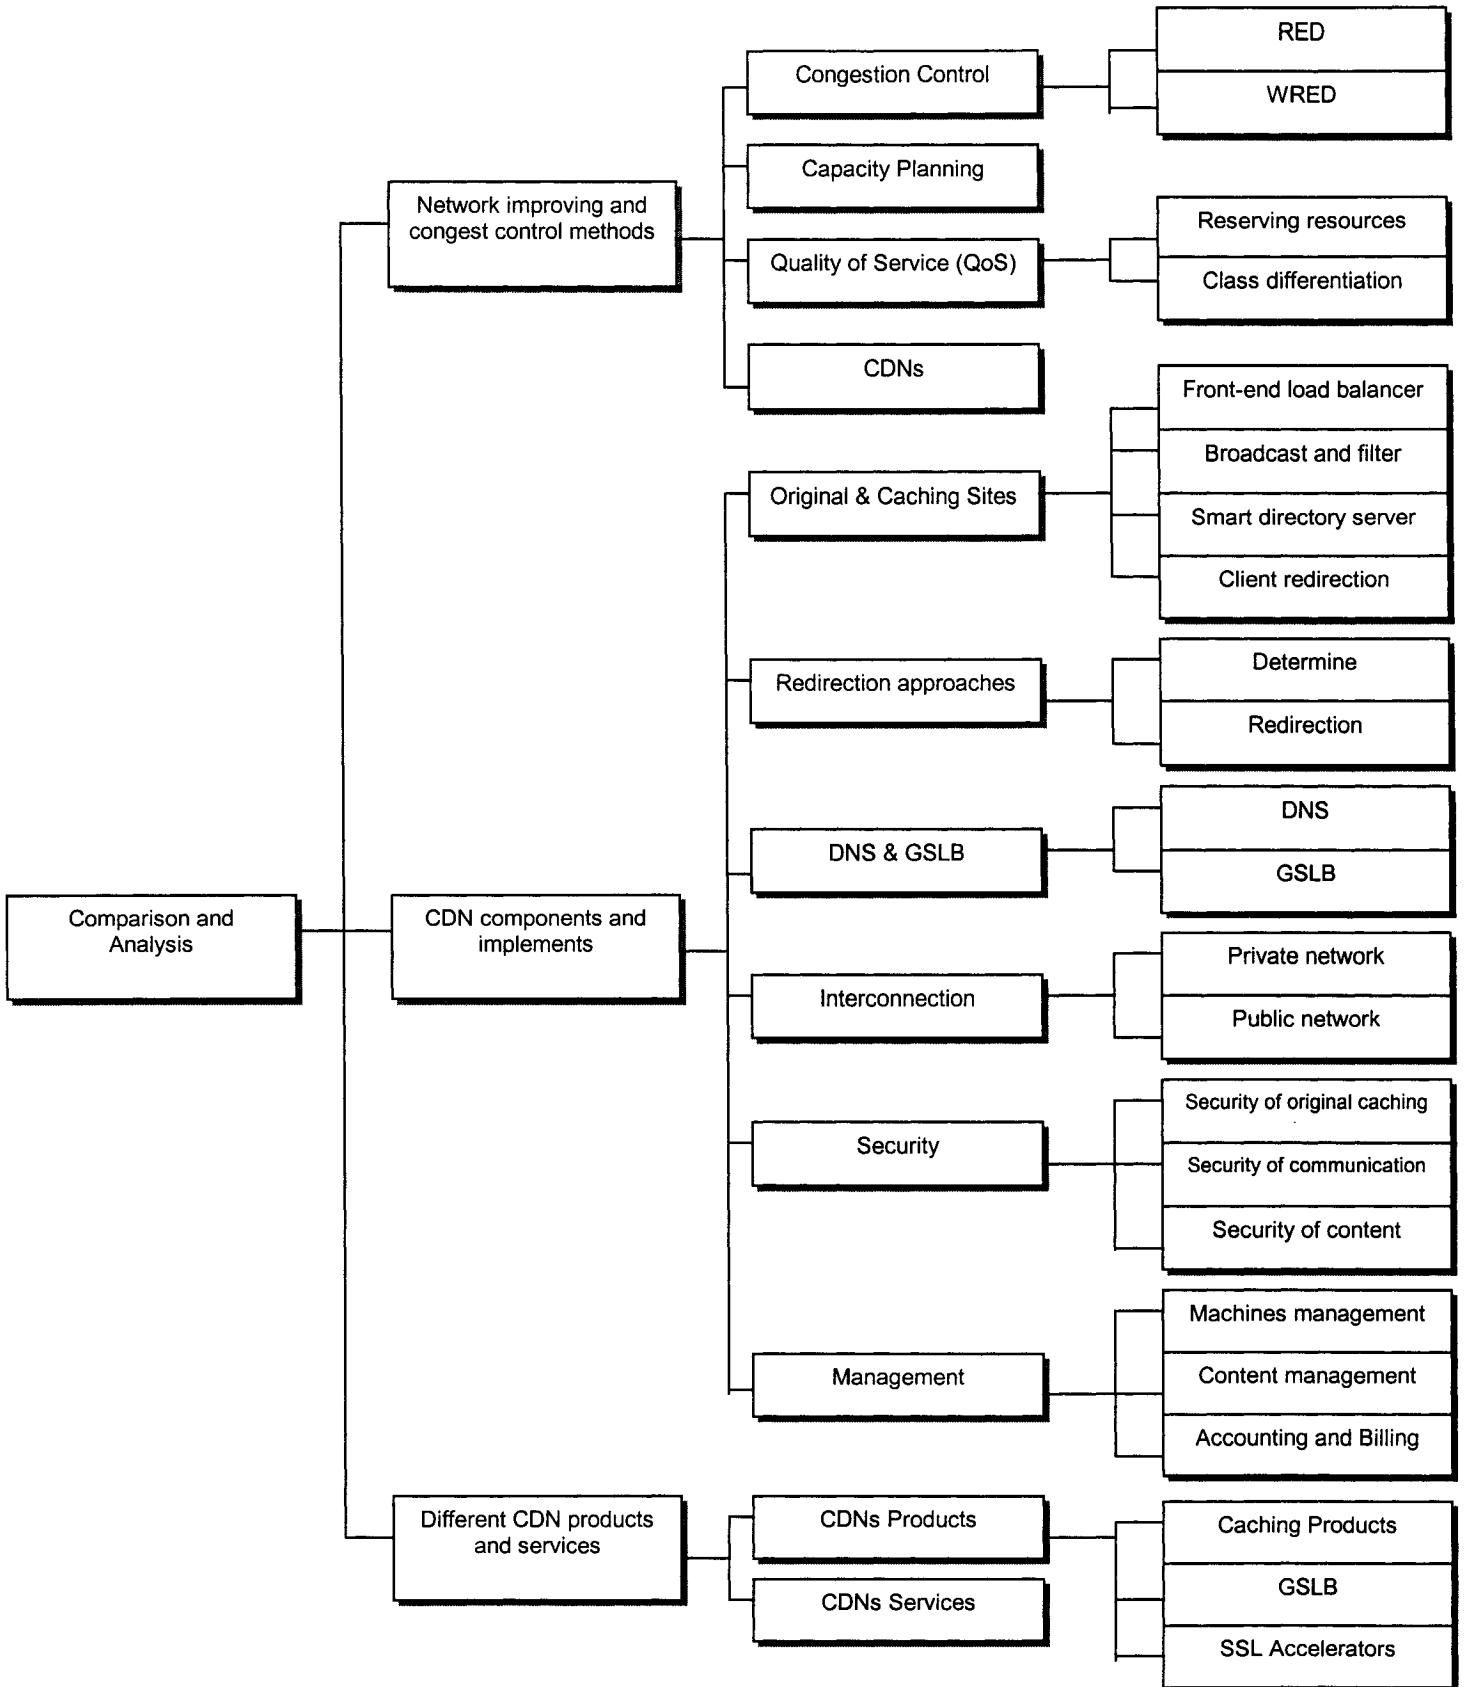 Comparison and
Analysis
Network improving and
congest control methods
Congestion Control
RED
WRED
Capacity Planning
Quality of Service (QoS)
Reserving resources
Class differentiation
CDNs
CDN components and
implements
Original & Caching Sites
Front-end load balancer
Broadcast and filter
Smart directory server
Client redirection
Redirection approaches
Determine
Redirection
DNS & GSLB
DNS
GSLB
Interconnection
Private network
Public network
Security
Security of original caching
Security of communication
Security of content
Management
Machines management
Content management
Accounting and Billing
Different CDN products
and services
CDNs Products
Caching Products
GSLB
SSL Accelerators
CDNs Services